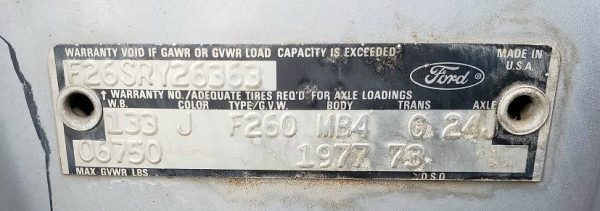 WARRANTY VOID IF GAWR OR GVWR LOAD CAPACITY IS EXCEEDED
MADE IN
U.S.A.
F26SRY26363
Ford
↑ WARRANTY NO./ADEQUATE TIRES REQ'D FOR AXLE LOADINGS
W.B. COLOR TYPE/G.V.W. BODY TRANS AXLE
133 J F260 MB4 G 24J
06750 1977 78
MAX GVWR LBS D.S.O.